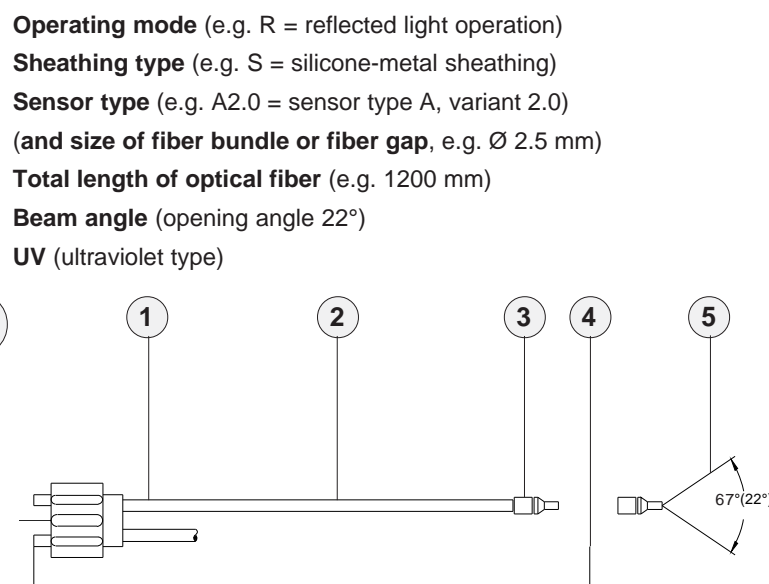 Operating mode (e.g. R = reflected light operation)
Sheathing type (e.g. S = silicone-metal sheathing)
Sensor type (e.g. A2.0 = sensor type A, variant 2.0)
(and size of fiber bundle or fiber gap, e.g. Ø 2.5 mm)
Total length of optical fiber (e.g. 1200 mm)
Beam angle (opening angle 22°)
UV (ultraviolet type)
1 2 3 4 5
67°(22°)